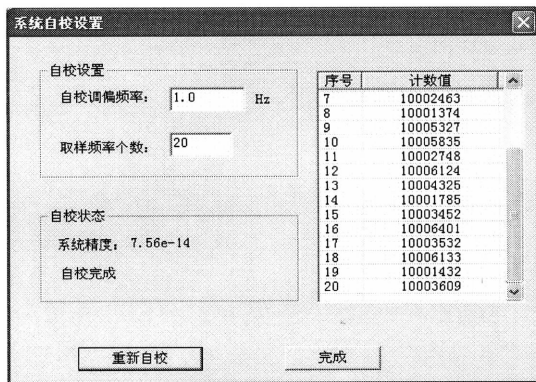 系统自校设置
自校设置
自校调偏频率： 1.0 Hz
取样频率个数： 20
自校状态
系统精度：7.56e-14
自校完成
序号 计数值
7 10002463
8 10001374
9 10005327
10 10005835
11 10002748
12 10006124
13 10004325
14 10001785
15 10003452
16 10006401
17 10003532
18 10006133
19 10001432
20 10003609
重新自校 完成